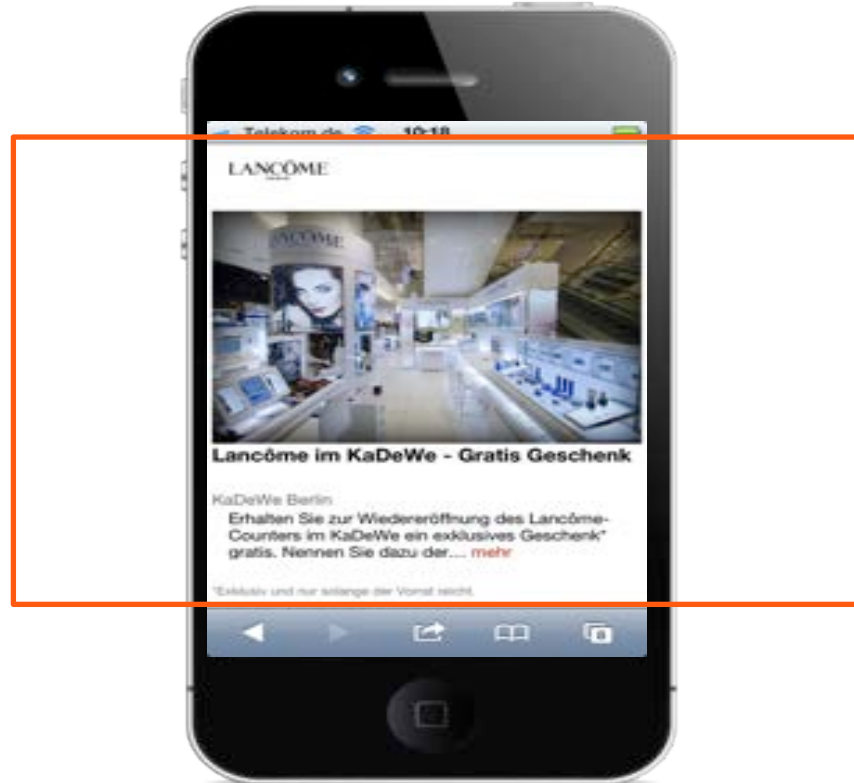 Telekom.de 10:18
LANCÔME
LANCÔME
Lancôme im KaDeWe - Gratis Geschenk
KaDeWe Berlin
Erhalten Sie zur Wiedereröffnung des Lancôme-
Counters im KaDeWe ein exklusives Geschenk*
gratis. Nennen Sie dazu der.... mehr
*Exklusiv und nur solange der Vorrat reicht.